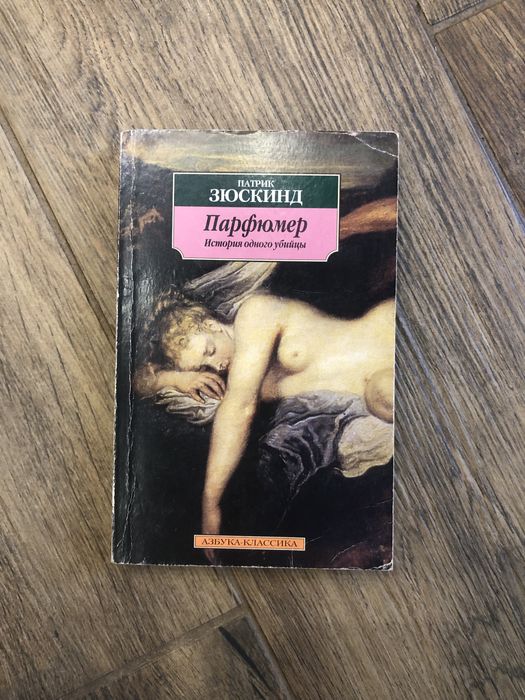 ПАТРИК
ЗЮСКИНД
Парфюмер
История одного убийцы
АЗБУКА-КЛАССИКА